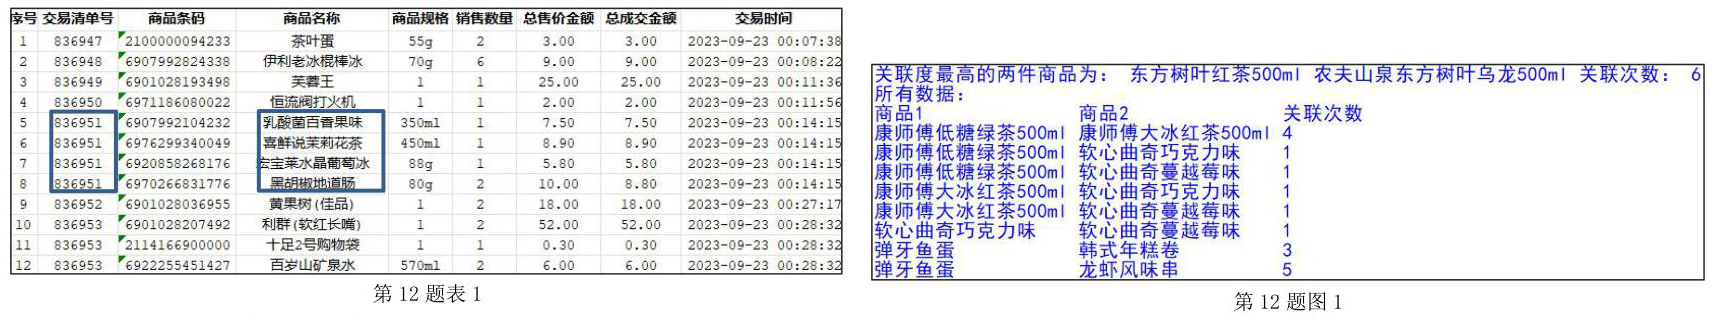 序号 交易清单号 商品条码 商品名称 商品规格 销售数量 总售价金额 总成交金额 交易时间
1 836947 2100000094233 茶叶蛋 55g 2 3.00 3.00 2023-09-23 00:07:38
2 836948 6907992824338 伊利老冰棍棒冰 70g 6 9.00 9.00 2023-09-23 00:08:22
3 836949 6901028193498 芙蓉王 1 1 25.00 25.00 2023-09-23 00:11:36
4 836950 6971186080022 恒流阀打火机 1 1 2.00 2.00 2023-09-23 00:11:56
5 836951 6907992104232 乳酸菌百香果味 350ml 1 7.50 7.50 2023-09-23 00:14:15
6 836951 6976299340049 喜鲜说茉莉花茶 450ml 1 8.90 8.90 2023-09-23 00:14:15
7 836951 6920858268176 宏宝莱水晶葡萄冰 88g 1 5.80 5.80 2023-09-23 00:14:15
8 836951 6970266831776 黑胡椒地道肠 80g 2 10.00 8.80 2023-09-23 00:14:15
9 836952 6901028036955 黄果树(佳品) 1 2 18.00 18.00 2023-09-23 00:27:17
10 836953 6901028207492 利群(软红长嘴) 1 2 52.00 52.00 2023-09-23 00:28:32
11 836953 2114166900000 十足2号购物袋 1 1 0.30 0.30 2023-09-23 00:28:32
12 836953 6922255451427 百岁山矿泉水 570ml 2 6.00 6.00 2023-09-23 00:28:32
第 12 题表 1
关联度最高的两件商品为： 东方树叶红茶500ml 农夫山泉东方树叶乌龙500ml 关联次数： 6
所有数据：
商品1 商品2 关联次数
康师傅低糖绿茶500ml 康师傅大冰红茶500ml 4
康师傅低糖绿茶500ml 软心曲奇巧克力味 1
康师傅低糖绿茶500ml 软心曲奇蔓越莓味 1
康师傅大冰红茶500ml 软心曲奇巧克力味 1
康师傅大冰红茶500ml 软心曲奇蔓越莓味 1
软心曲奇巧克力味 软心曲奇蔓越莓味 1
弹牙鱼蛋 韩式年糕卷 3
弹牙鱼蛋 龙虾风味串 5
第 12 题图 1